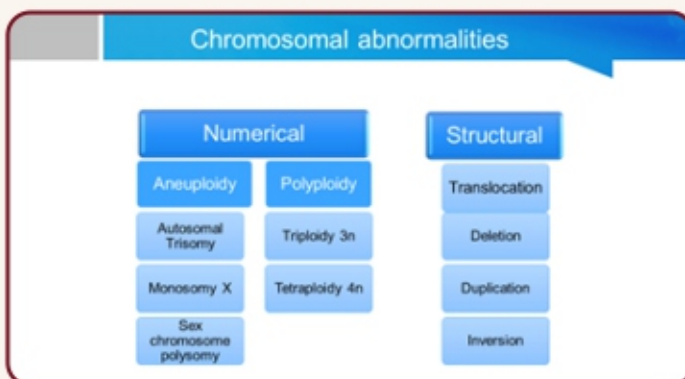 Chromosomal abnormalities
Numerical
Structural
Aneuploidy
Polyploidy
Translocation
Autosomal
Trisomy
Triploidy 3n
Deletion
Monosomy X
Tetraploidy 4n
Duplication
Sex
chromosome
polysomy
Inversion